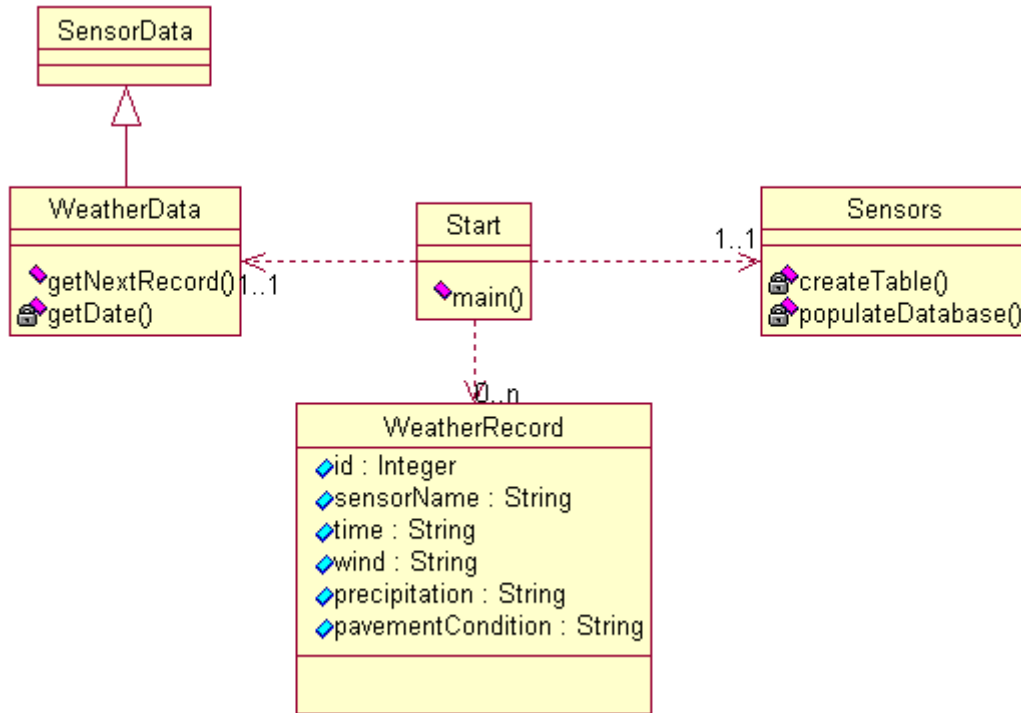 SensorData
WeatherData
getNextRecord()
getDate()
1..1
Start
main()
1..1
Sensors
createTable()
populateDatabase()
0..n
WeatherRecord
id : Integer
sensorName : String
time : String
wind : String
precipitation : String
pavementCondition : String